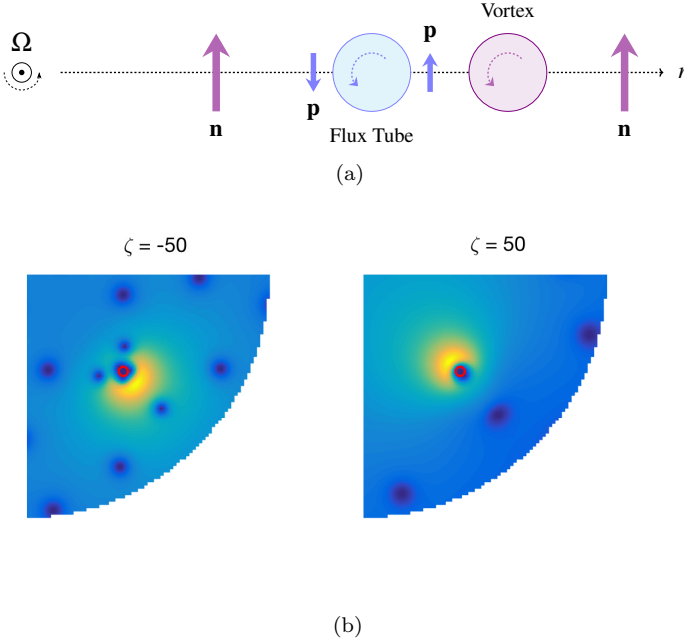 Vortex
Ω
p
r
n
p
n
Flux Tube
(a)
ζ = -50
ζ = 50
(b)